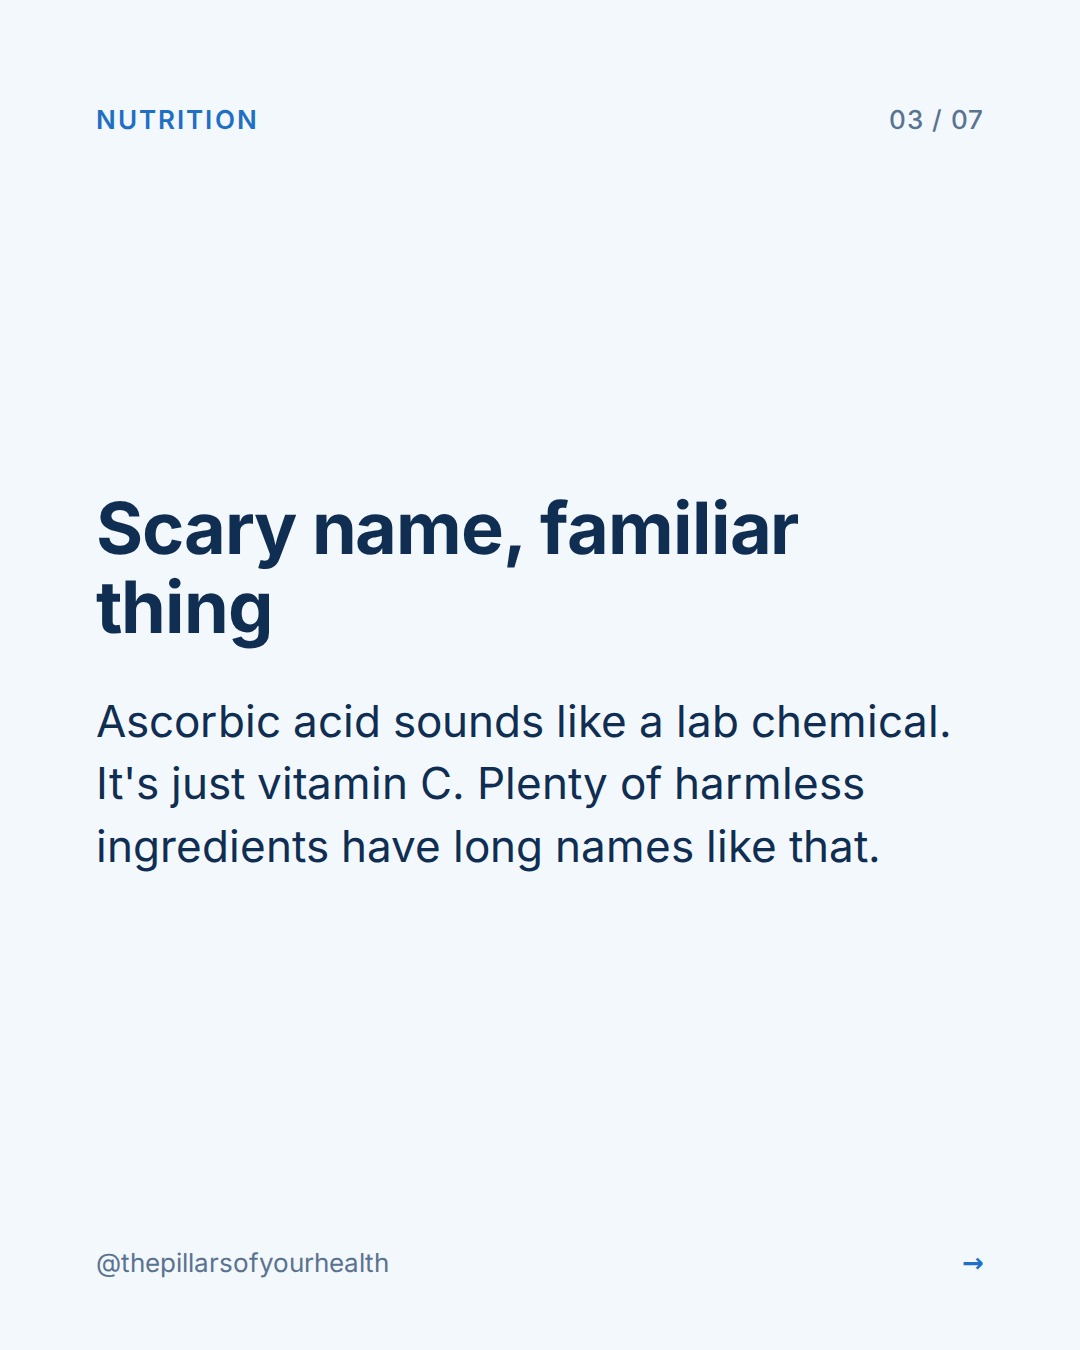 NUTRITION
03 / 07
Scary name, familiar
thing
Ascorbic acid sounds like a lab chemical.
It's just vitamin C. Plenty of harmless
ingredients have long names like that.
@thepillarsofyourhealth
→